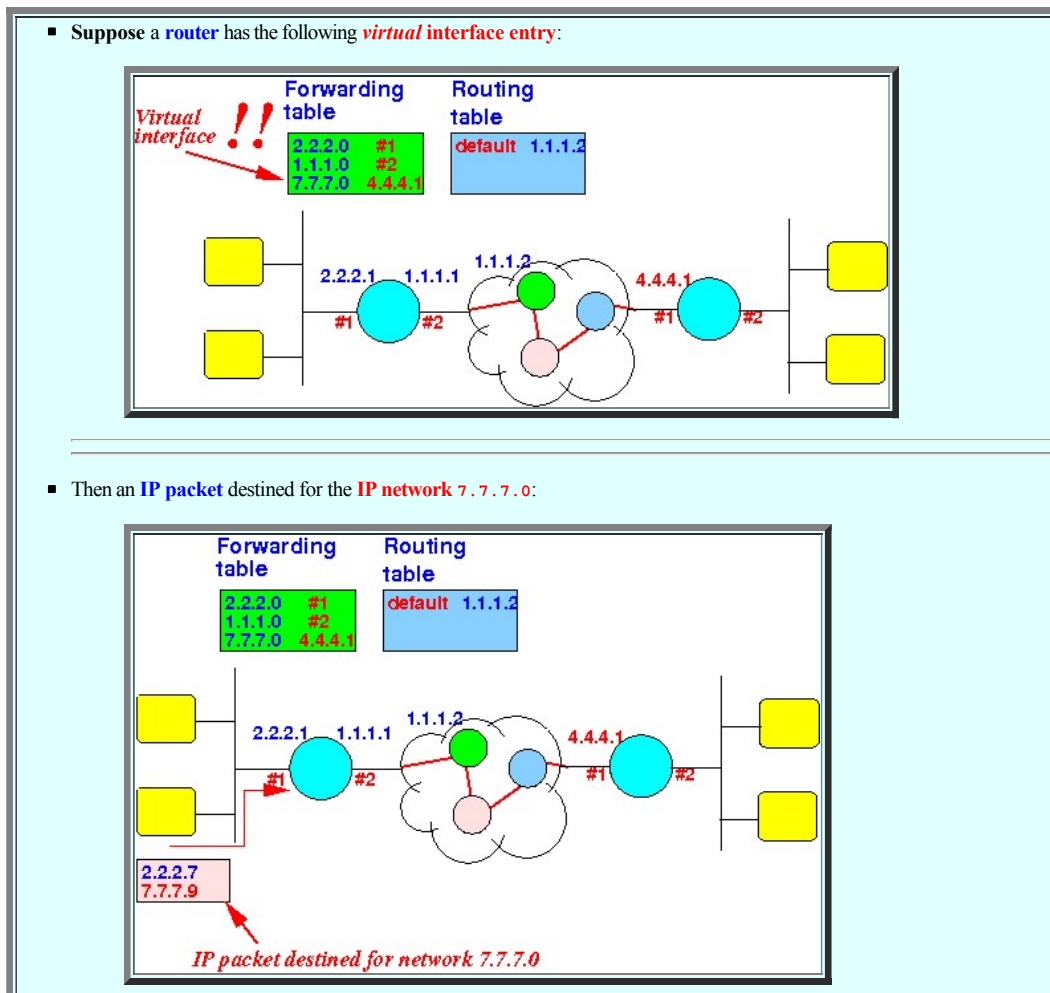 Suppose a router has the following virtual interface entry:
Forwarding table
Routing table
Virtual interface !!
2.2.2.0 #1
1.1.1.0 #2
7.7.7.0 4.4.4.1
default 1.1.1.2
2.2.2.1 1.1.1.1
1.1.1.2
4.4.4.1
#1 #2
#1 #2
Then an IP packet destined for the IP network 7.7.7.0:
Forwarding table
Routing table
2.2.2.0 #1
1.1.1.0 #2
7.7.7.0 4.4.4.1
default 1.1.1.2
2.2.2.1 1.1.1.1
1.1.1.2
4.4.4.1
#1 #2
#1 #2
2.2.2.7
7.7.7.9
IP packet destined for network 7.7.7.0